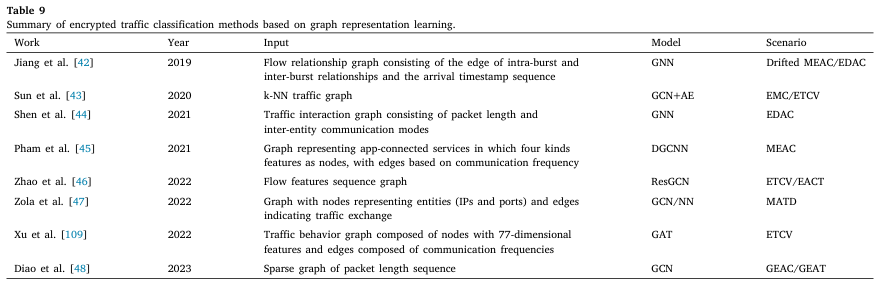 Table 9
Summary of encrypted traffic classification methods based on graph representation learning.
Work Year Input Model Scenario
Jiang et al. [42] 2019 Flow relationship graph consisting of the edge of intra-burst and GNN Drifted MEAC/EDAC
inter-burst relationships and the arrival timestamp sequence
Sun et al. [43] 2020 k-NN traffic graph GCN+AE EMC/ETCV
Shen et al. [44] 2021 Traffic interaction graph consisting of packet length and GNN EDAC
inter-entity communication modes
Pham et al. [45] 2021 Graph representing app-connected services in which four kinds DGCNN MEAC
features as nodes, with edges based on communication frequency
Zhao et al. [46] 2022 Flow features sequence graph ResGCN ETCV/EACT
Zola et al. [47] 2022 Graph with nodes representing entities (IPs and ports) and edges GCN/NN MATD
indicating traffic exchange
Xu et al. [109] 2022 Traffic behavior graph composed of nodes with 77-dimensional GAT ETCV
features and edges composed of communication frequencies
Diao et al. [48] 2023 Sparse graph of packet length sequence GCN GEAC/GEAT